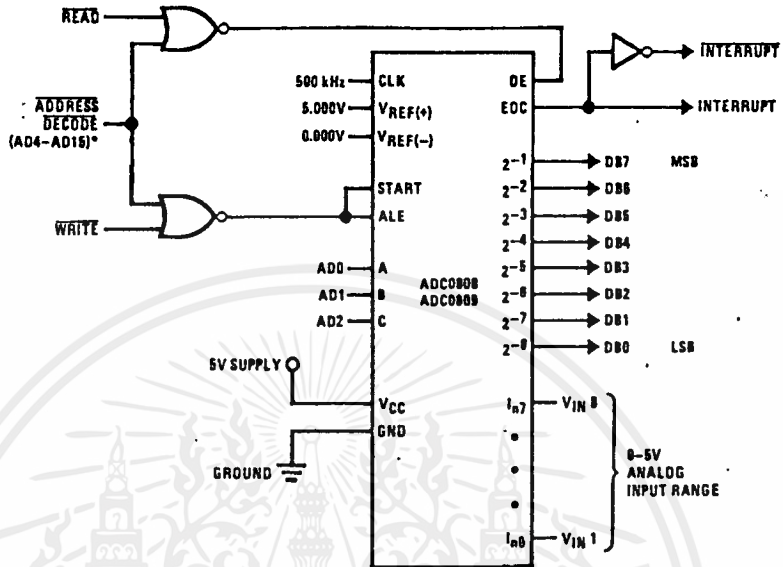 READ
ADDRESS
DECODE
(AD4–AD15)*
WRITE
500 kHz
CLK
5.000V
VREF(+)
0.000V
VREF(−)
START
ALE
AD0
A
AD1
B
AD2
C
5V SUPPLY
VCC
GND
GROUND
ADC0808
ADC0809
OE
EOC
INTERRUPT
INTERRUPT
2⁻¹
DB7
MSB
2⁻²
DB6
2⁻³
DB5
2⁻⁴
DB4
2⁻⁵
DB3
2⁻⁶
DB2
2⁻⁷
DB1
2⁻⁸
DB0
LSB
In7
VIN 8
0–5V
ANALOG
INPUT RANGE
In0
VIN 1